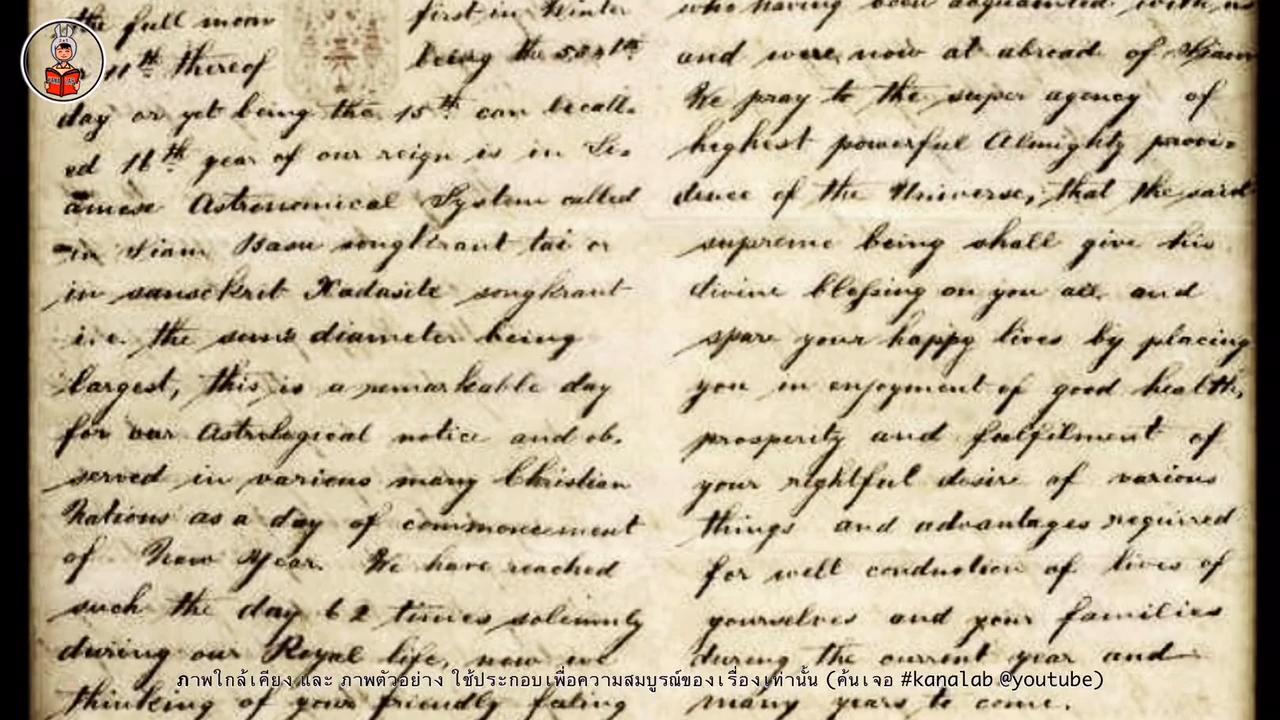 the full moon
11th thereof
day or yet being the 15th can be call-
ed 16th year of our reign is in Si-
amese Astronomical System called
in Siam songkrant tai or
in sansckrit songkrant
i.e. the sun's diameter being
largest, this is a remarkable day
for our Astrological notice and ob-
served in various many Christian
Nations as a day of commencement
of New Year. We have reached
such the day 62 times solemnly
during our Royal life, now we
thinking of your friendly faling
first in Winter
being the
who having been acquainted with us
and were now at abroad of Siam
We pray to the super agency of
highest powerful Almighty provi-
dence of the Universe, that the said
supreme being shall give his
divine blessing on you all and
spare your happy lives by placing
you in enjoyment of good health,
prosperity and fulfilment of
your rightful desire of various
things and advantages required
for well conduction of lives of
yourselves and your families
during the current year and
many years to come.
ภาพใกล้เคียง และ ภาพตัวอย่าง ใช้ประกอบเพื่อความสมบูรณ์ของเรื่องเท่านั้น (ค้นเจอ #kanalab @youtube)